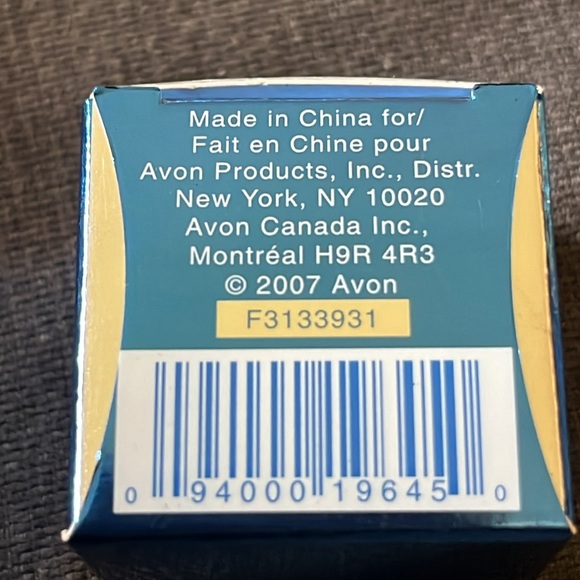 Made in China for/
Fait en Chine pour
Avon Products, Inc., Distr.
New York, NY 10020
Avon Canada Inc.,
Montréal H9R 4R3
© 2007 Avon
F3133931
0 94000 19645 0